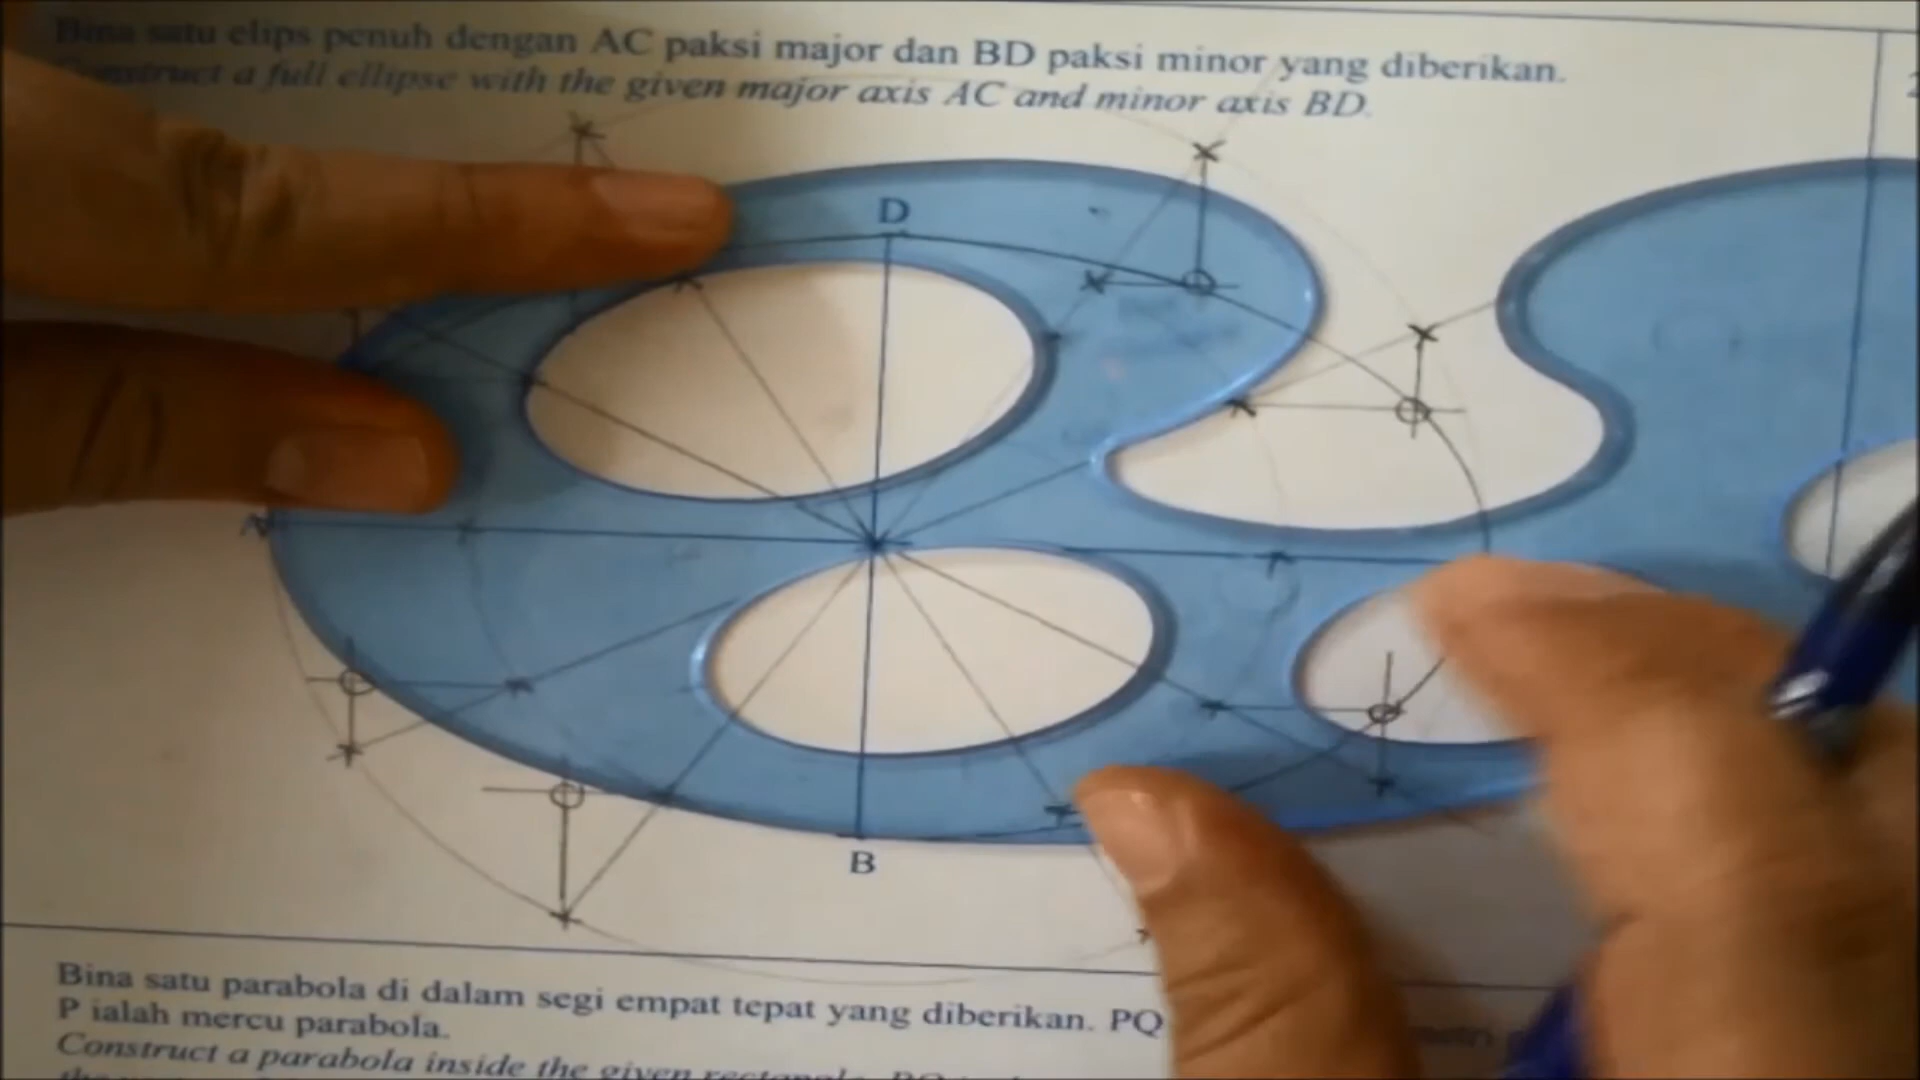 Bina satu elips penuh dengan AC paksi major dan BD paksi minor yang diberikan.
Construct a full ellipse with the given major axis AC and minor axis BD.
D
B
Bina satu parabola di dalam segi empat tepat yang diberikan. PQ
P ialah mercu parabola.
Construct a parabola inside the given rectangle. PQ